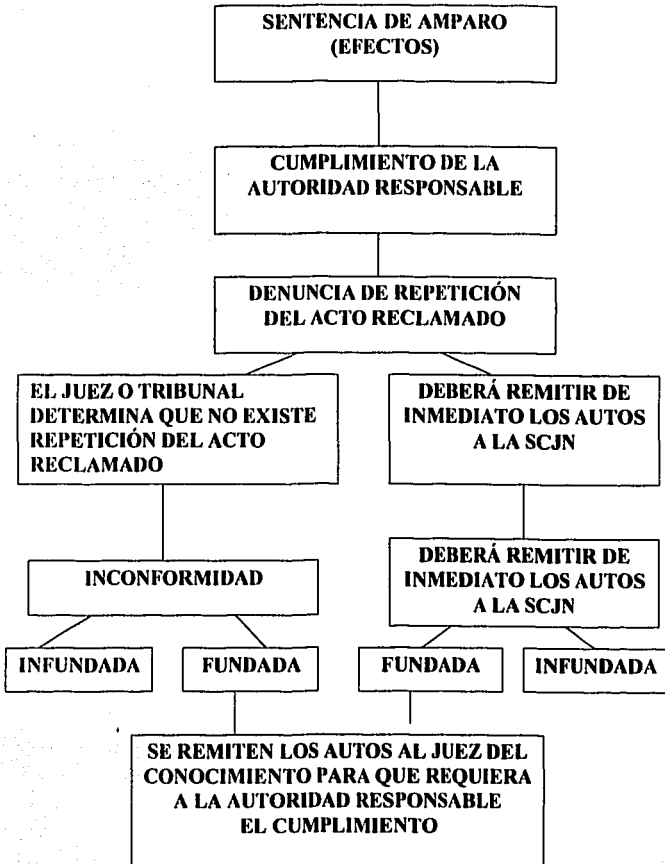 SENTENCIA DE AMPARO
(EFECTOS)
CUMPLIMIENTO DE LA
AUTORIDAD RESPONSABLE
DENUNCIA DE REPETICIÓN
DEL ACTO RECLAMADO
EL JUEZ O TRIBUNAL
DETERMINA QUE NO EXISTE
REPETICIÓN DEL ACTO
RECLAMADO
DEBERÁ REMITIR DE
INMEDIATO LOS AUTOS
A LA SCJN
INCONFORMIDAD
DEBERÁ REMITIR DE
INMEDIATO LOS AUTOS
A LA SCJN
INFUNDADA
FUNDADA
FUNDADA
INFUNDADA
SE REMITEN LOS AUTOS AL JUEZ DEL
CONOCIMIENTO PARA QUE REQUIERA
A LA AUTORIDAD RESPONSABLE
EL CUMPLIMIENTO